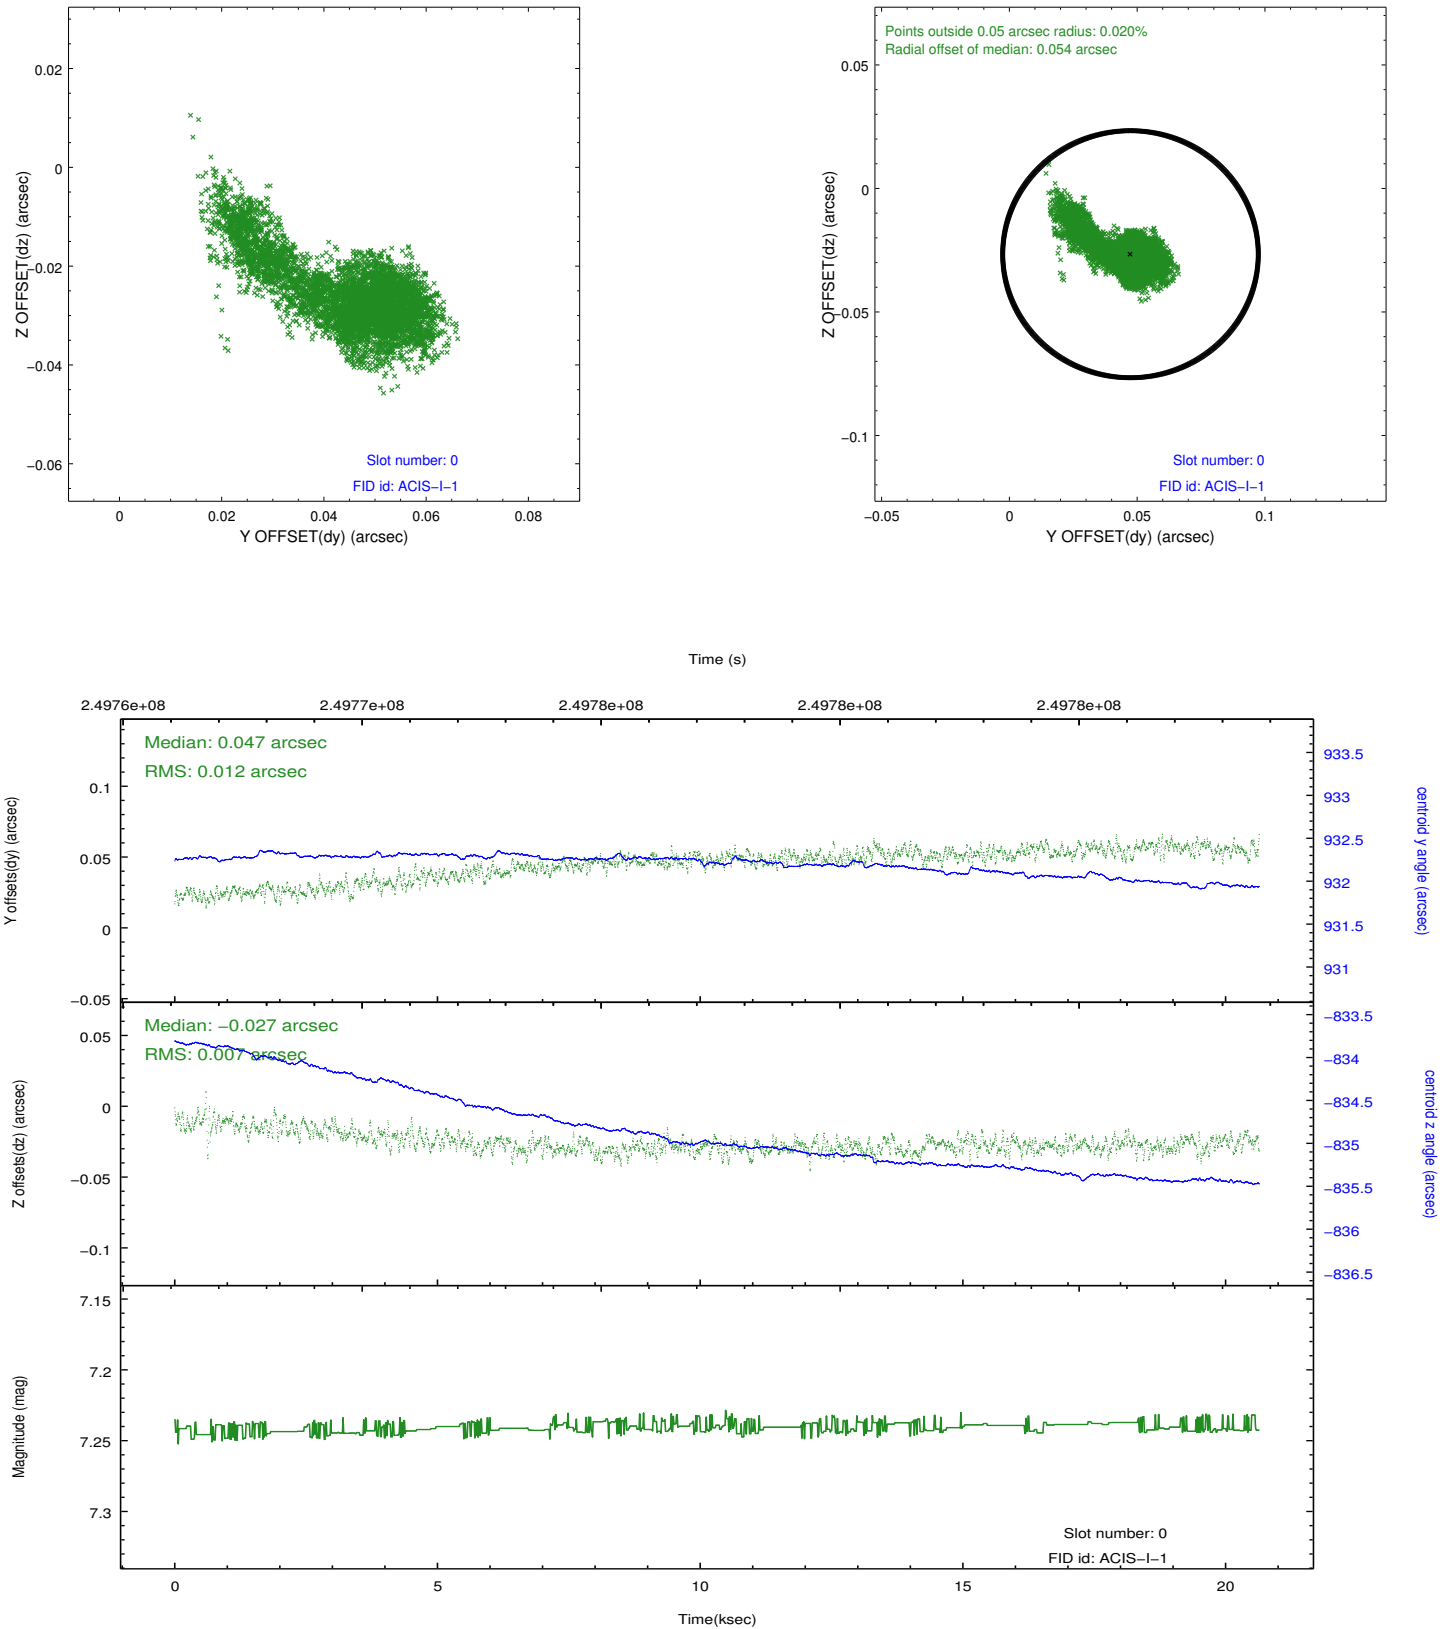 0.02
0
−0.02
−0.04
−0.06
Z OFFSET(dz) (arcsec)
Slot number: 0
FID id: ACIS−I−1
0
0.02
0.04
0.06
0.08
Y OFFSET(dy) (arcsec)
Points outside 0.05 arcsec radius: 0.020%
Radial offset of median: 0.054 arcsec
0.05
0
−0.05
−0.1
Z OFFSET(dz) (arcsec)
Slot number: 0
FID id: ACIS−I−1
−0.05
0
0.05
0.1
Y OFFSET(dy) (arcsec)
Time (s)
2.4976e+08
2.4977e+08
2.4978e+08
2.4978e+08
2.4978e+08
Median: 0.047 arcsec
RMS: 0.012 arcsec
0.1
0.05
0
−0.05
Y offsets(dy) (arcsec)
933.5
933
932.5
932
931.5
931
centroid y angle (arcsec)
Median: −0.027 arcsec
RMS: 0.007 arcsec
0.05
0
−0.05
−0.1
Z offsets(dz) (arcsec)
−833.5
−834
−834.5
−835
−835.5
−836
−836.5
centroid z angle (arcsec)
7.15
7.2
7.25
7.3
Magnitude (mag)
Slot number: 0
FID id: ACIS−I−1
0
5
10
15
20
Time(ksec)